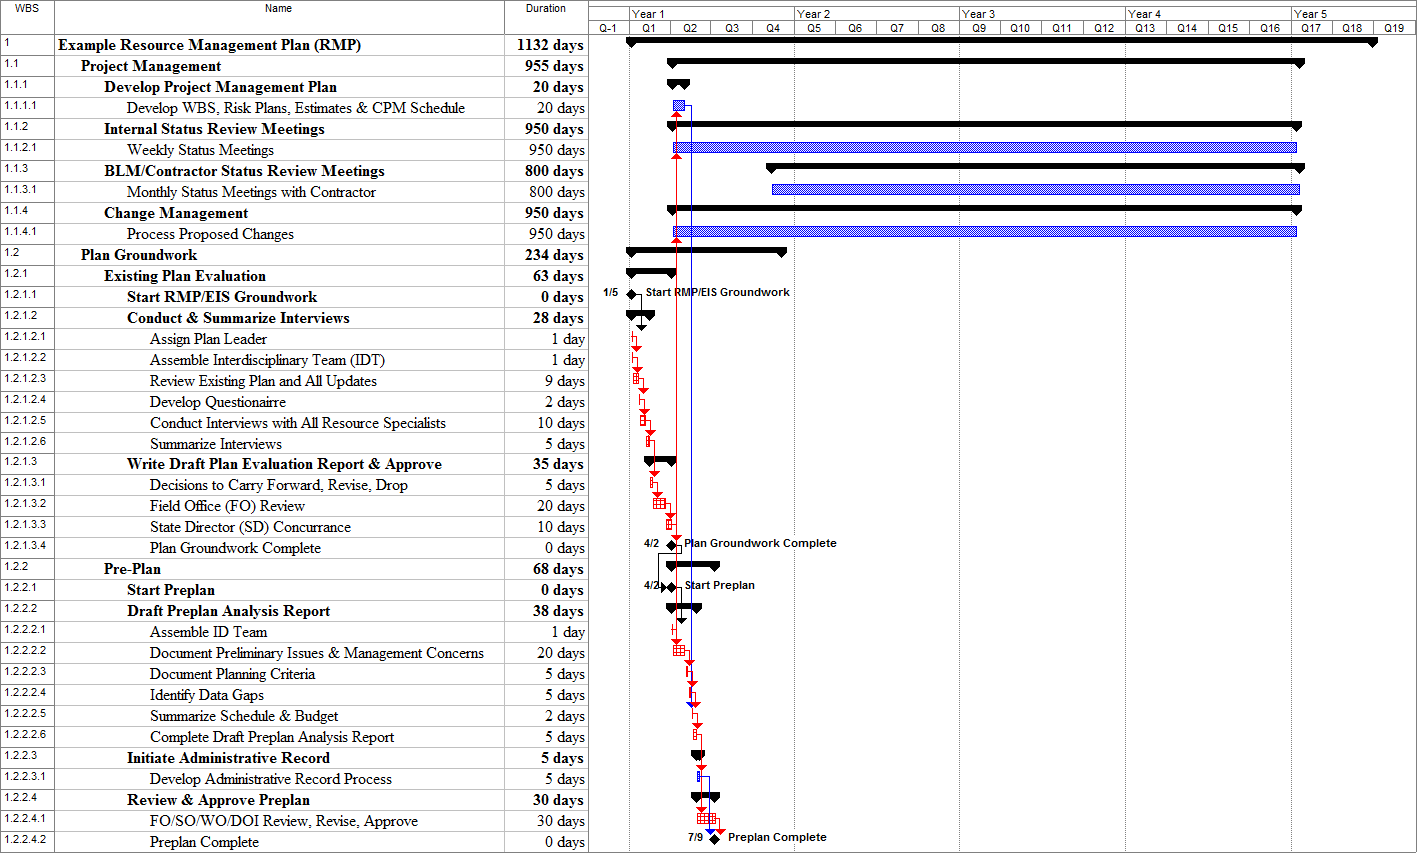 WBS Name Duration
Year 1 Year 2 Year 3 Year 4 Year 5
Q-1 Q1 Q2 Q3 Q4 Q5 Q6 Q7 Q8 Q9 Q10 Q11 Q12 Q13 Q14 Q15 Q16 Q17 Q18 Q19
1 Example Resource Management Plan (RMP) 1132 days
1.1 Project Management 955 days
1.1.1 Develop Project Management Plan 20 days
1.1.1.1 Develop WBS, Risk Plans, Estimates & CPM Schedule 20 days
1.1.2 Internal Status Review Meetings 950 days
1.1.2.1 Weekly Status Meetings 950 days
1.1.3 BLM/Contractor Status Review Meetings 800 days
1.1.3.1 Monthly Status Meetings with Contractor 800 days
1.1.4 Change Management 950 days
1.1.4.1 Process Proposed Changes 950 days
1.2 Plan Groundwork 234 days
1.2.1 Existing Plan Evaluation 63 days
1.2.1.1 Start RMP/EIS Groundwork 0 days 1/5 Start RMP/EIS Groundwork
1.2.1.2 Conduct & Summarize Interviews 28 days
1.2.1.2.1 Assign Plan Leader 1 day
1.2.1.2.2 Assemble Interdisciplinary Team (IDT) 1 day
1.2.1.2.3 Review Existing Plan and All Updates 9 days
1.2.1.2.4 Develop Questionairre 2 days
1.2.1.2.5 Conduct Interviews with All Resource Specialists 10 days
1.2.1.2.6 Summarize Interviews 5 days
1.2.1.3 Write Draft Plan Evaluation Report & Approve 35 days
1.2.1.3.1 Decisions to Carry Forward, Revise, Drop 5 days
1.2.1.3.2 Field Office (FO) Review 20 days
1.2.1.3.3 State Director (SD) Concurrance 10 days
1.2.1.3.4 Plan Groundwork Complete 0 days 4/2 Plan Groundwork Complete
1.2.2 Pre-Plan 68 days
1.2.2.1 Start Preplan 0 days 4/2 Start Preplan
1.2.2.2 Draft Preplan Analysis Report 38 days
1.2.2.2.1 Assemble ID Team 1 day
1.2.2.2.2 Document Preliminary Issues & Management Concerns 20 days
1.2.2.2.3 Document Planning Criteria 5 days
1.2.2.2.4 Identify Data Gaps 5 days
1.2.2.2.5 Summarize Schedule & Budget 2 days
1.2.2.2.6 Complete Draft Preplan Analysis Report 5 days
1.2.2.3 Initiate Administrative Record 5 days
1.2.2.3.1 Develop Administrative Record Process 5 days
1.2.2.4 Review & Approve Preplan 30 days
1.2.2.4.1 FO/SO/WO/DOI Review, Revise, Approve 30 days
1.2.2.4.2 Preplan Complete 0 days 7/9 Preplan Complete